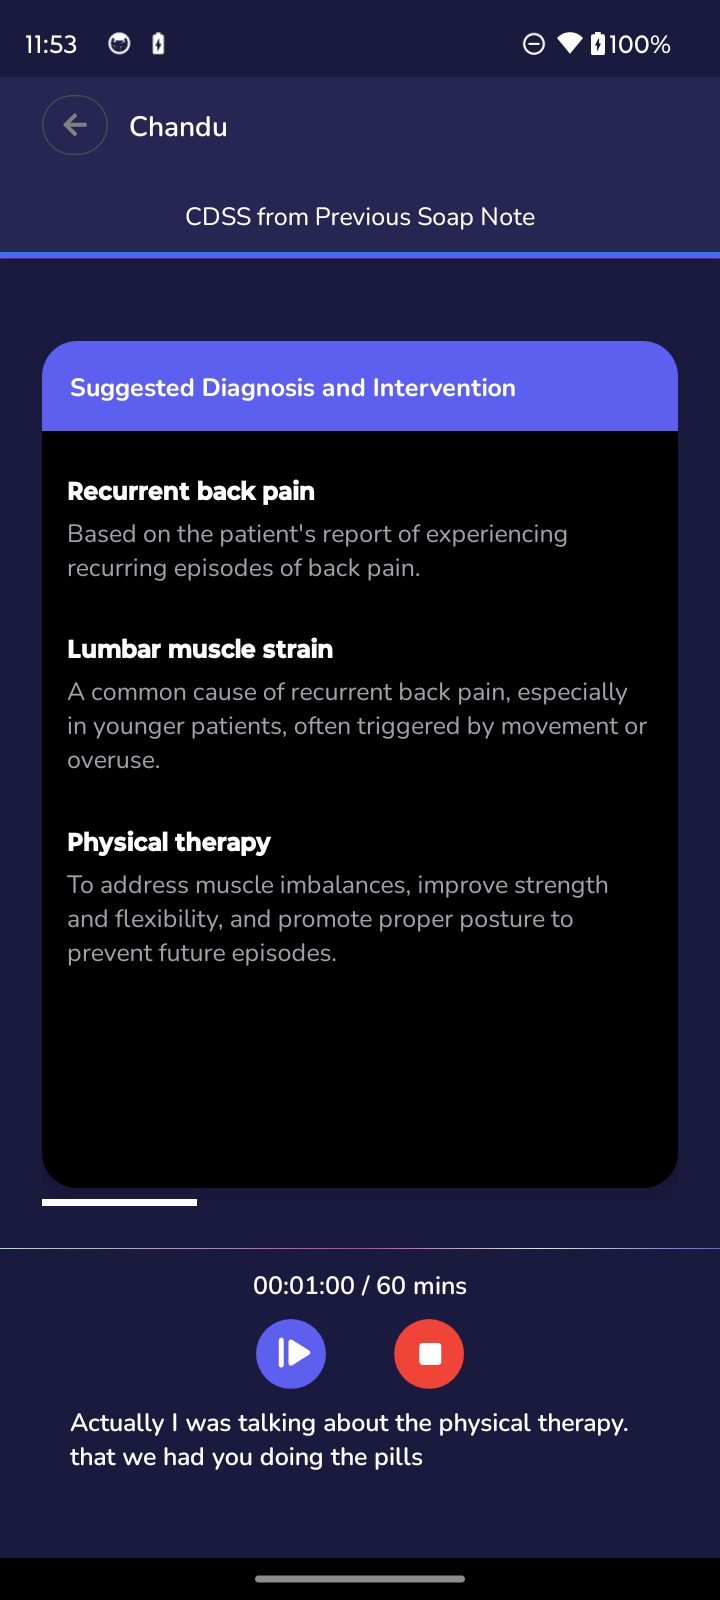 11:53
100%
Chandu
CDSS from Previous Soap Note
Suggested Diagnosis and Intervention
Recurrent back pain
Based on the patient's report of experiencing
recurring episodes of back pain.
Lumbar muscle strain
A common cause of recurrent back pain, especially
in younger patients, often triggered by movement or
overuse.
Physical therapy
To address muscle imbalances, improve strength
and flexibility, and promote proper posture to
prevent future episodes.
00:01:00 / 60 mins
Actually I was talking about the physical therapy.
that we had you doing the pills